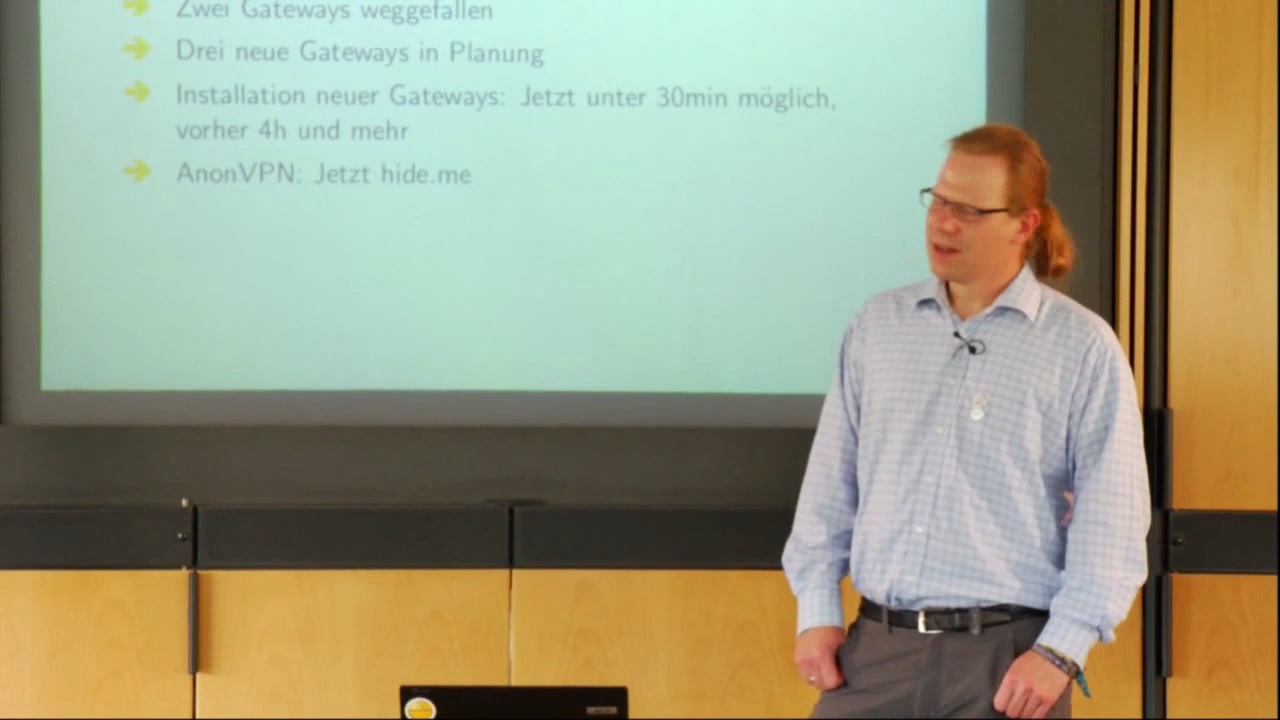 Zwei Gateways weggefallen
Drei neue Gateways in Planung
Installation neuer Gateways: Jetzt unter 30min möglich,
vorher 4h und mehr
AnonVPN: Jetzt hide.me